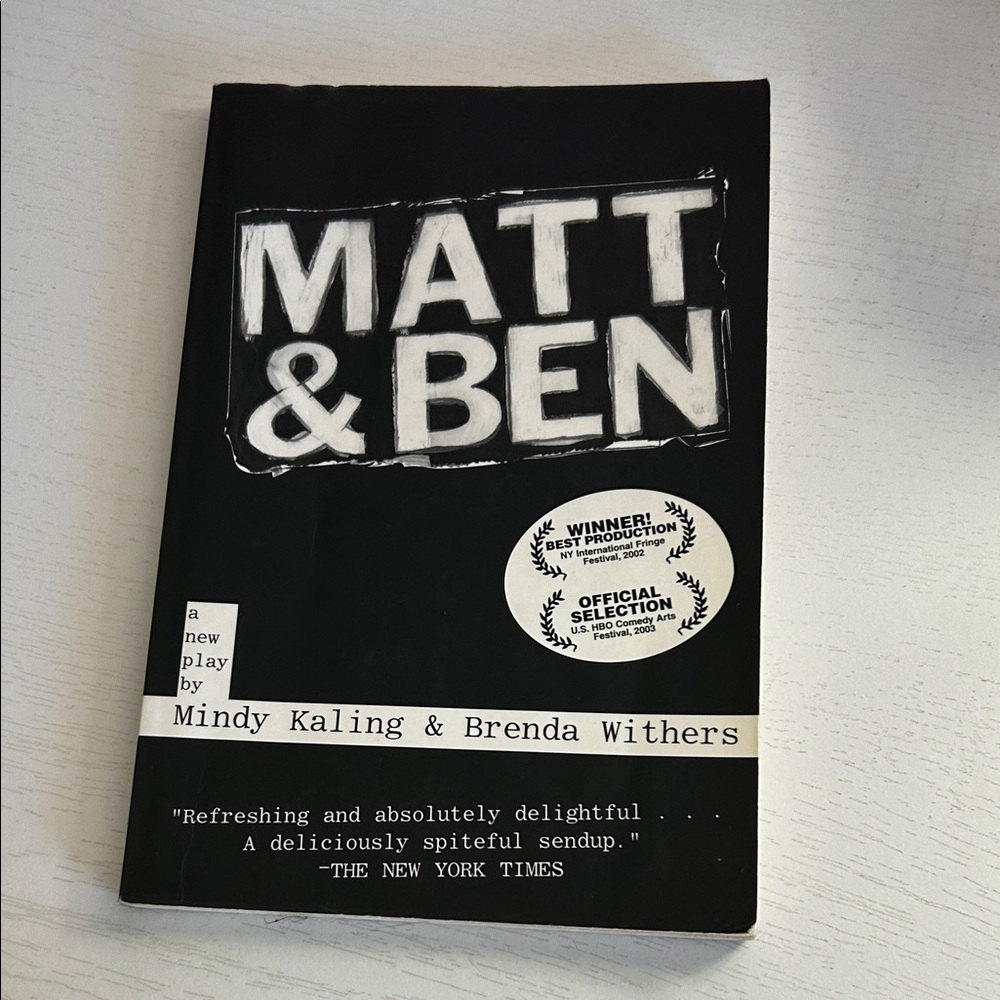 MATT
& BEN
WINNER!
BEST PRODUCTION
NY International Fringe
Festival, 2002
OFFICIAL
SELECTION
U.S. HBO Comedy Arts
Festival, 2003
a
new
play
by
Mindy Kaling & Brenda Withers
"Refreshing and absolutely delightful . . .
A deliciously spiteful sendup."
-THE NEW YORK TIMES